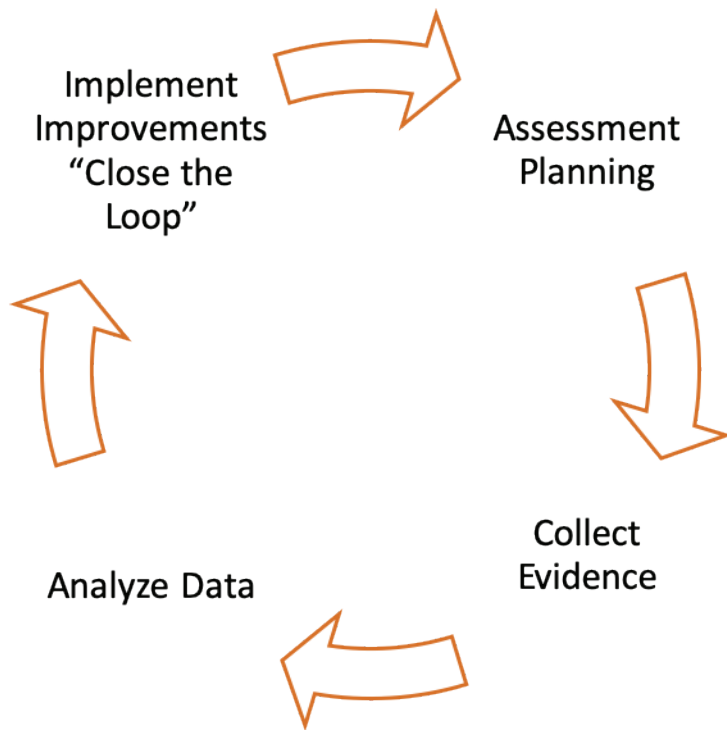 Implement
Improvements
“Close the
Loop”
Assessment
Planning
Collect
Evidence
Analyze Data